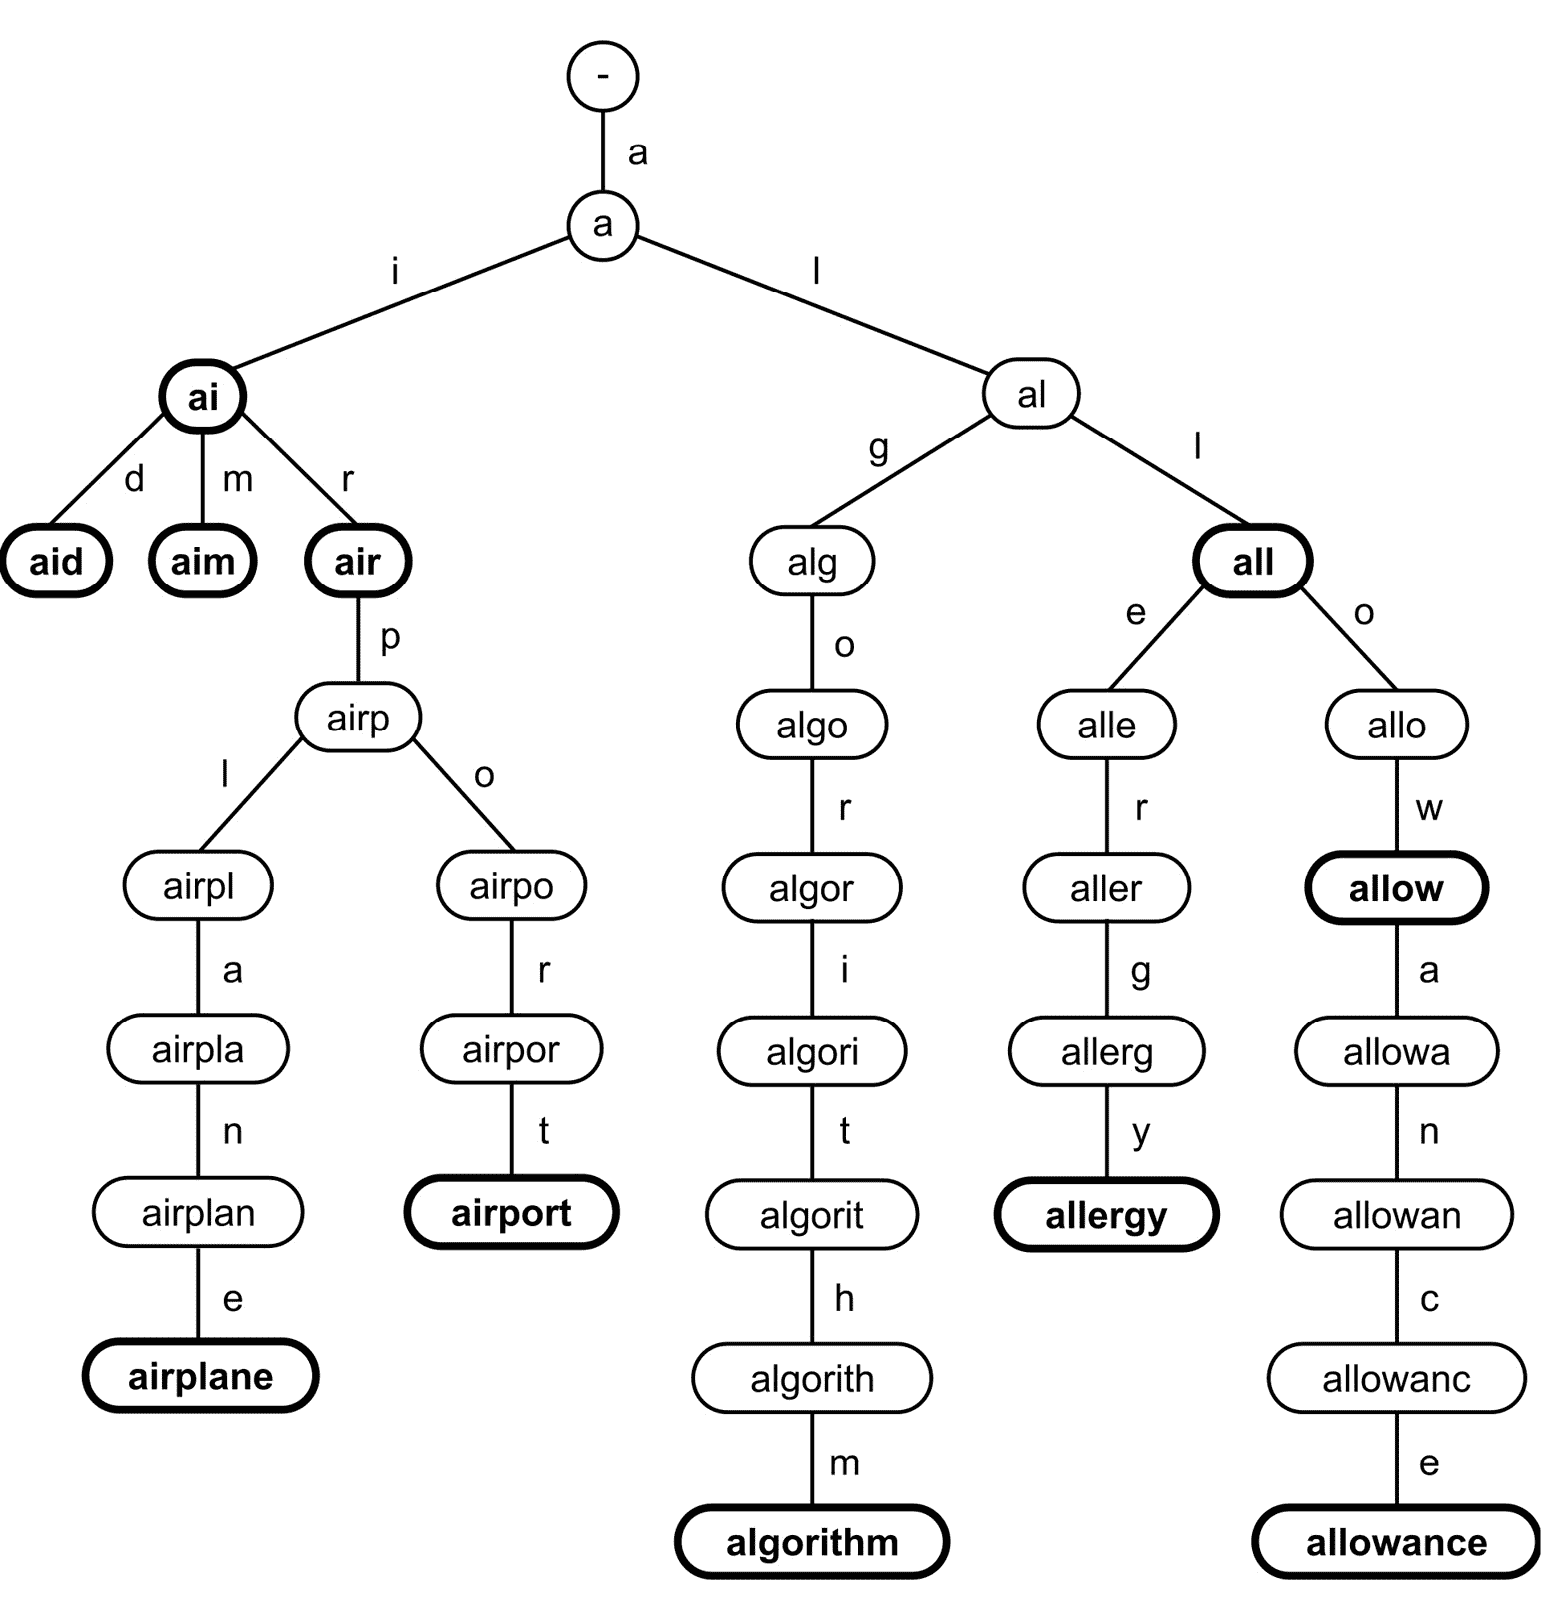 -
a
a
i l
ai al
d m r g l
aid aim air alg all
p o e o
airp algo alle allo
l o r r w
airpl airpo algor aller allow
a r i g a
airpla airpor algori allerg allowa
n t t y n
airplan airport algorit allergy allowan
e h c
airplane algorith allowanc
m e
algorithm allowance